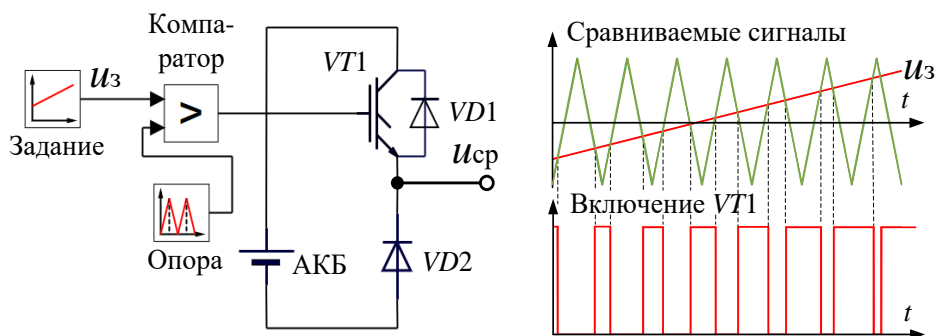 Компа-
ратор
VT1
Сравниваемые сигналы
uз
uз
t
>
VD1
Задание
uср
Включение VT1
Опора
АКБ
VD2
t